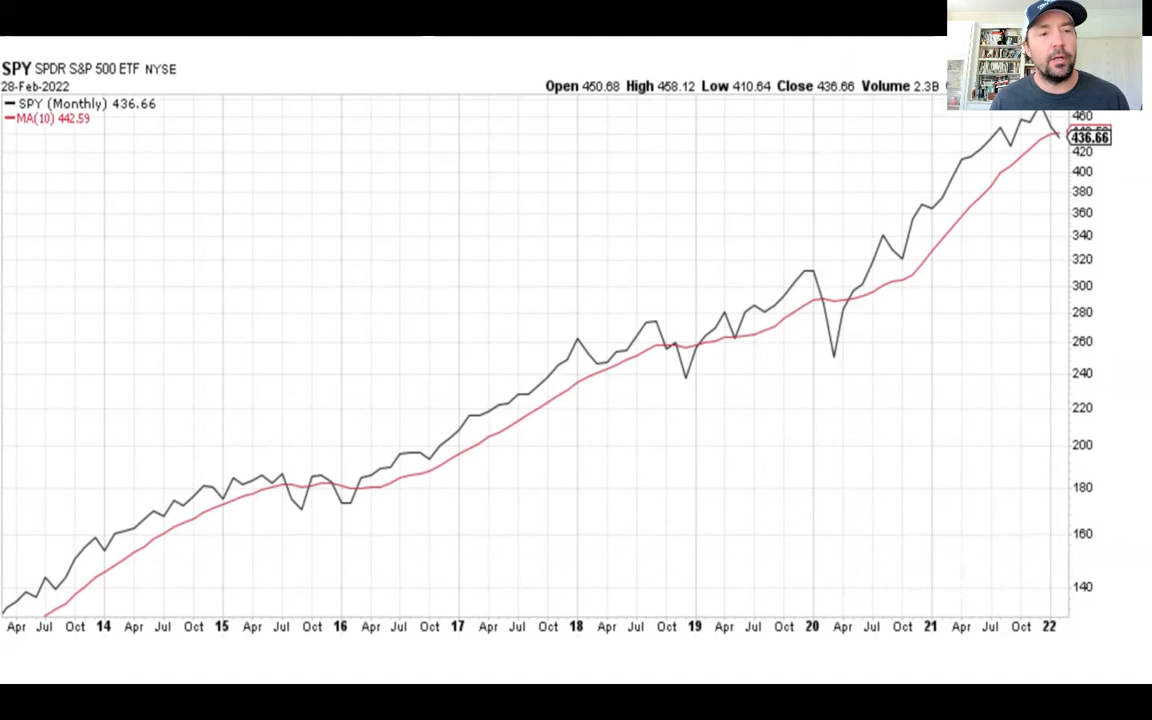 SPY SPDR S&P 500 ETF NYSE
28-Feb-2022
Open 450.68 High 458.12 Low 410.64 Close 436.66 Volume 2.3B
SPY (Monthly) 436.66
MA(10) 442.59
460
436.66
420
400
380
360
340
320
300
280
260
240
220
200
180
160
140
Apr Jul Oct 14 Apr Jul Oct 15 Apr Jul Oct 16 Apr Jul Oct 17 Apr Jul Oct 18 Apr Jul Oct 19 Apr Jul Oct 20 Apr Jul Oct 21 Apr Jul Oct 22